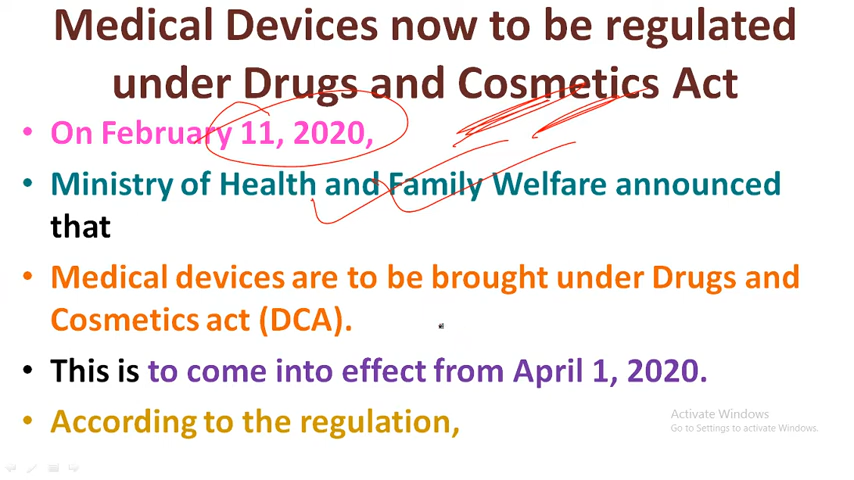 Medical Devices now to be regulated
under Drugs and Cosmetics Act
• On February 11, 2020,
• Ministry of Health and Family Welfare announced
that
• Medical devices are to be brought under Drugs and
Cosmetics act (DCA).
• This is to come into effect from April 1, 2020.
• According to the regulation,
Activate Windows
Go to Settings to activate Windows.